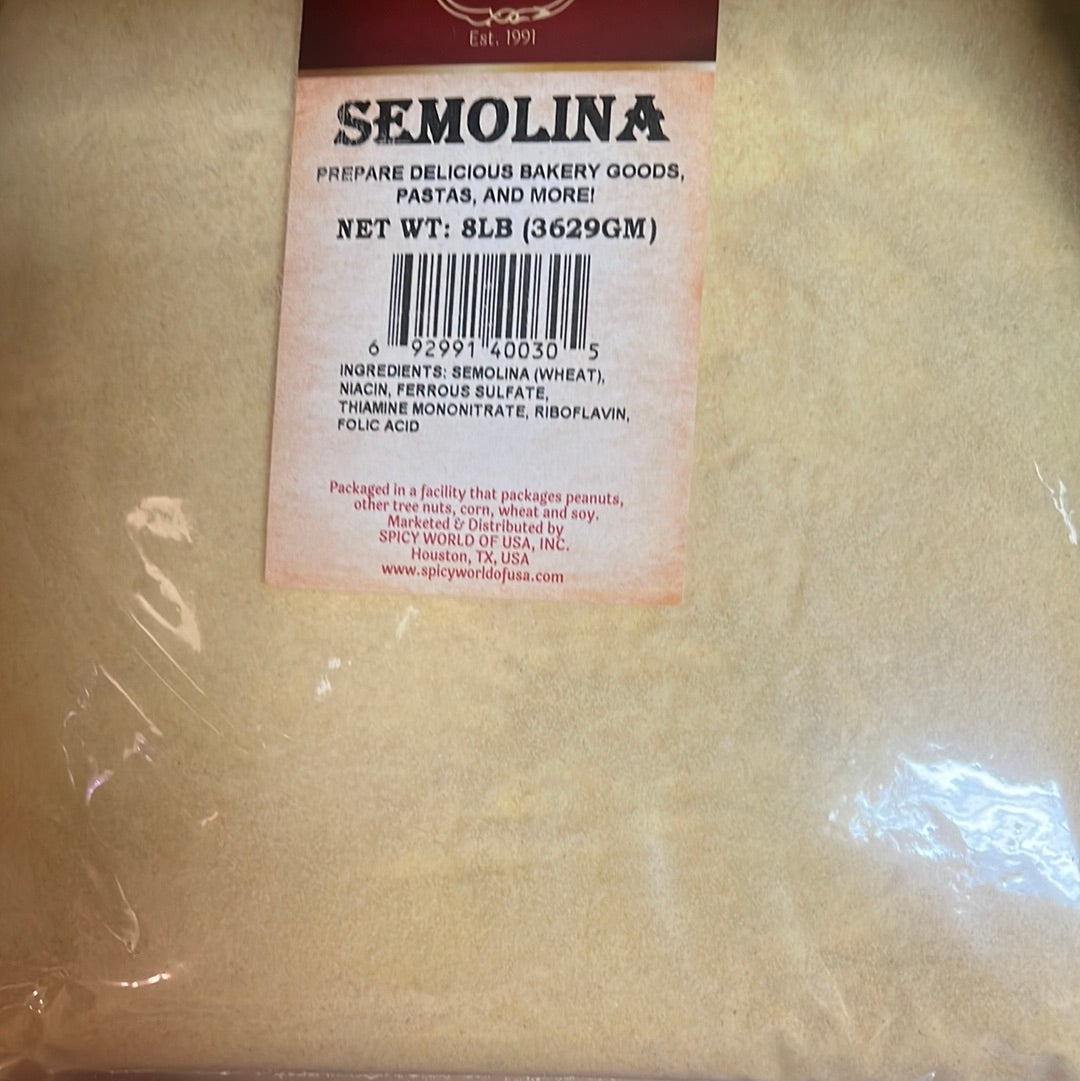 Est. 1991
SEMOLINA
PREPARE DELICIOUS BAKERY GOODS,
PASTAS, AND MORE!
NET WT: 8LB (3629GM)
6 92991 40030 5
INGREDIENTS: SEMOLINA (WHEAT),
NIACIN, FERROUS SULFATE,
THIAMINE MONONITRATE, RIBOFLAVIN,
FOLIC ACID
Packaged in a facility that packages peanuts,
other tree nuts, corn, wheat and soy.
Marketed & Distributed by
SPICY WORLD OF USA, INC.
Houston, TX, USA
www.spicyworldofusa.com